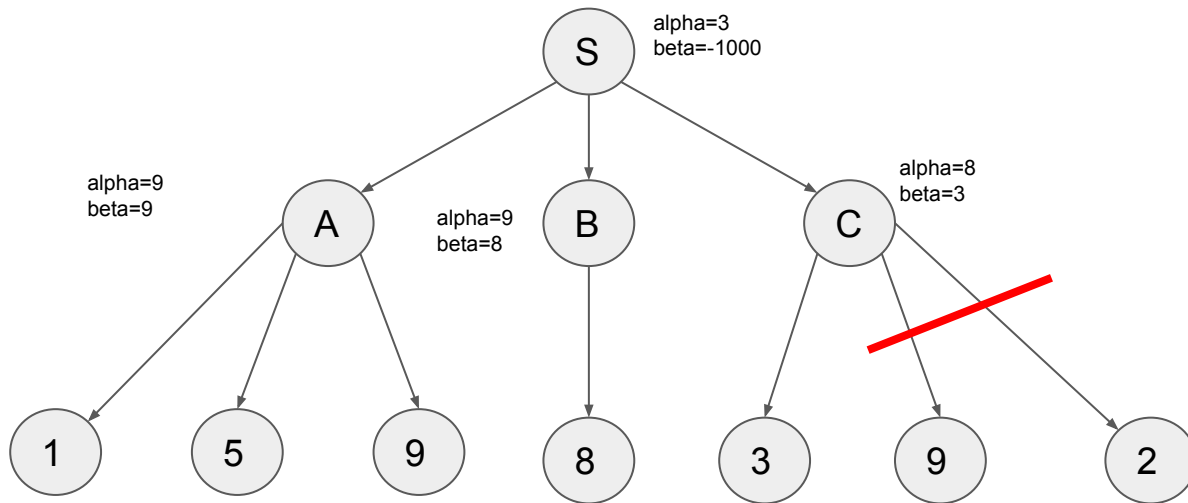 S
alpha=3
beta=-1000
alpha=9
beta=9
A
alpha=9
beta=8
B
C
alpha=8
beta=3
1
5
9
8
3
9
2